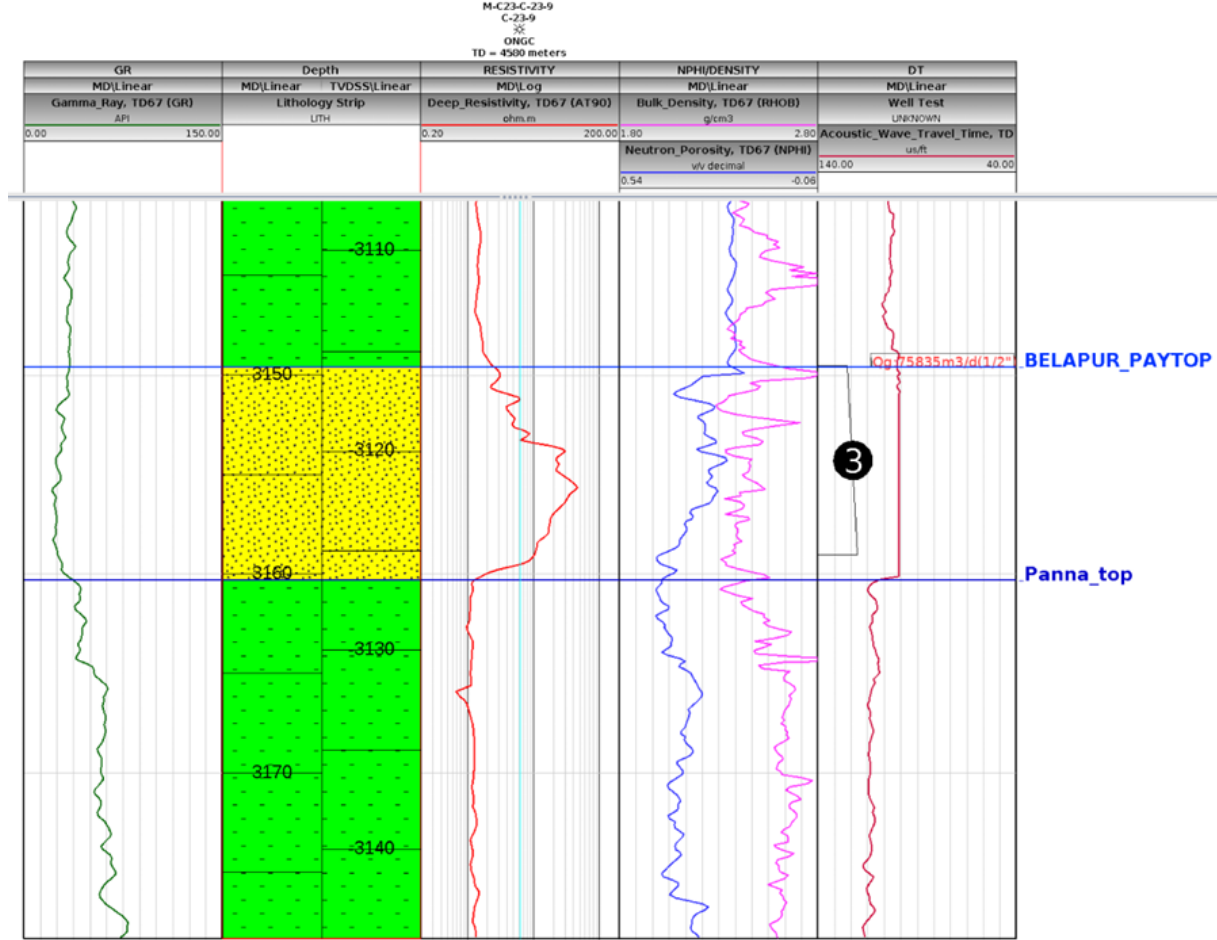 M-C23-C-23-9
C-23-9
ONGC
TD = 4580 meters
GR Depth RESISTIVITY NPHI/DENSITY DT
MD\Linear MD\Linear TVDSS\Linear MD\Log MD\Linear MD\Linear
Gamma_Ray, TD67 (GR) Lithology Strip Deep_Resistivity, TD67 (AT90) Bulk_Density, TD67 (RHOB) Well Test
API LITH ohm.m g/cm3 UNKNOWN
0.00 150.00 0.20 200.00 1.80 2.80 Acoustic_Wave_Travel_Time, TD
Neutron_Porosity, TD67 (NPHI) us/ft
v/v decimal 140.00 40.00
0.54 -0.06
-3110
Qg:75835m3/d(1/2" BELAPUR_PAYTOP
3150
-3120
3
3160 Panna_top
-3130
3170
-3140